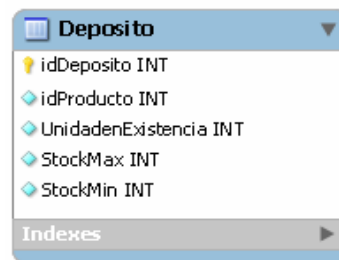 Deposito
idDeposito INT
idProducto INT
UnidadenExistencia INT
StockMax INT
StockMin INT
Indexes